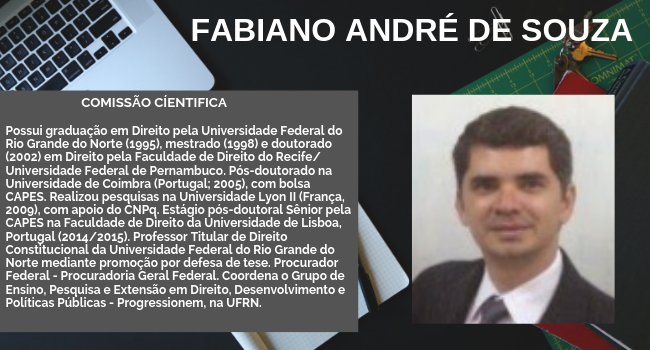 FABIANO ANDRÉ DE SOUZA
COMISSÃO CÍENTIFICA
Possui graduação em Direito pela Universidade Federal do
Rio Grande do Norte (1995), mestrado (1998) e doutorado
(2002) em Direito pela Faculdade de Direito do Recife/
Universidade Federal de Pernambuco. Pós-doutorado na
Universidade de Coimbra (Portugal; 2005), com bolsa
CAPES. Realizou pesquisas na Universidade Lyon II (França,
2009), com apoio do CNPq. Estágio pós-doutoral Sênior pela
CAPES na Faculdade de Direito da Universidade de Lisboa,
Portugal (2014/2015). Professor Titular de Direito
Constitucional da Universidade Federal do Rio Grande do
Norte mediante promoção por defesa de tese. Procurador
Federal - Procuradoria Geral Federal. Coordena o Grupo de
Ensino, Pesquisa e Extensão em Direito, Desenvolvimento e
Políticas Públicas - Progressionem, na UFRN.
OMNIMAT